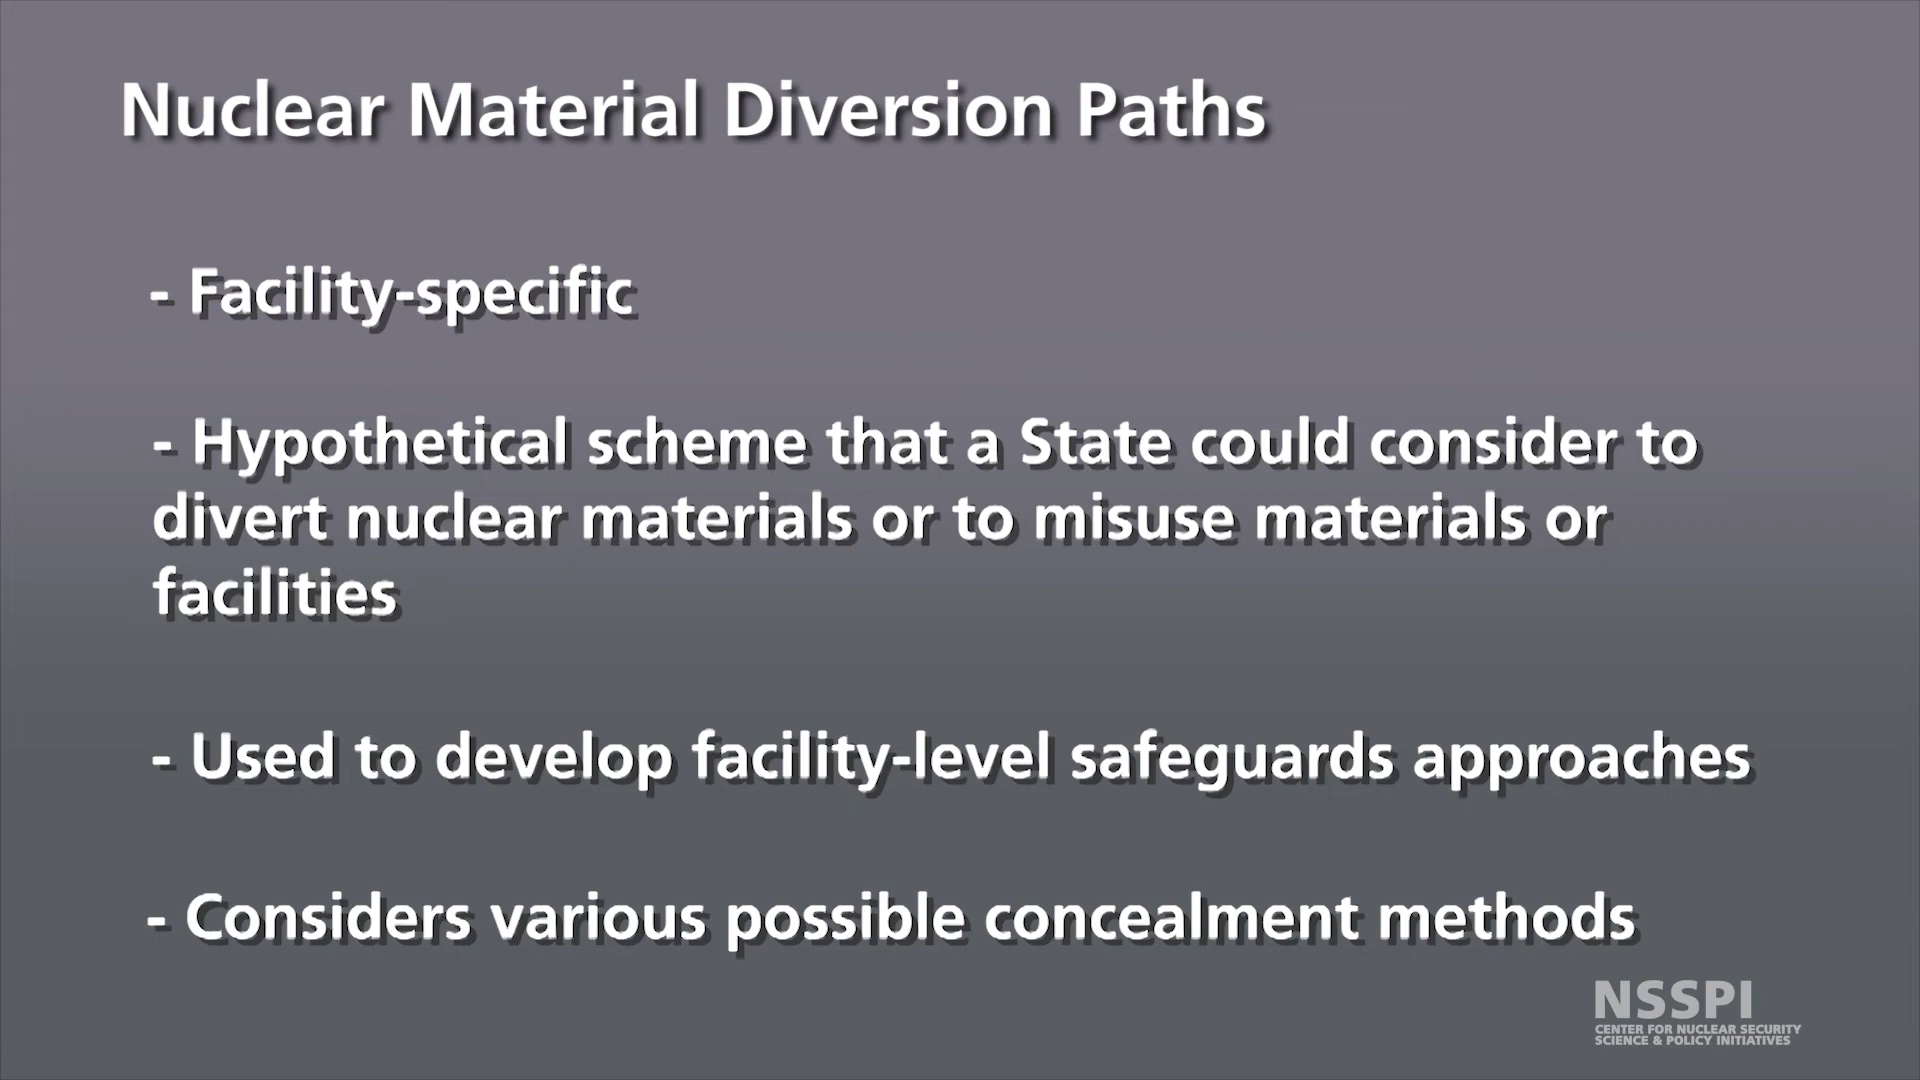 Nuclear Material Diversion Paths
- Facility-specific
- Hypothetical scheme that a State could consider to
divert nuclear materials or to misuse materials or
facilities
- Used to develop facility-level safeguards approaches
- Considers various possible concealment methods
NSSPI
CENTER FOR NUCLEAR SECURITY
SCIENCE & POLICY INITIATIVES